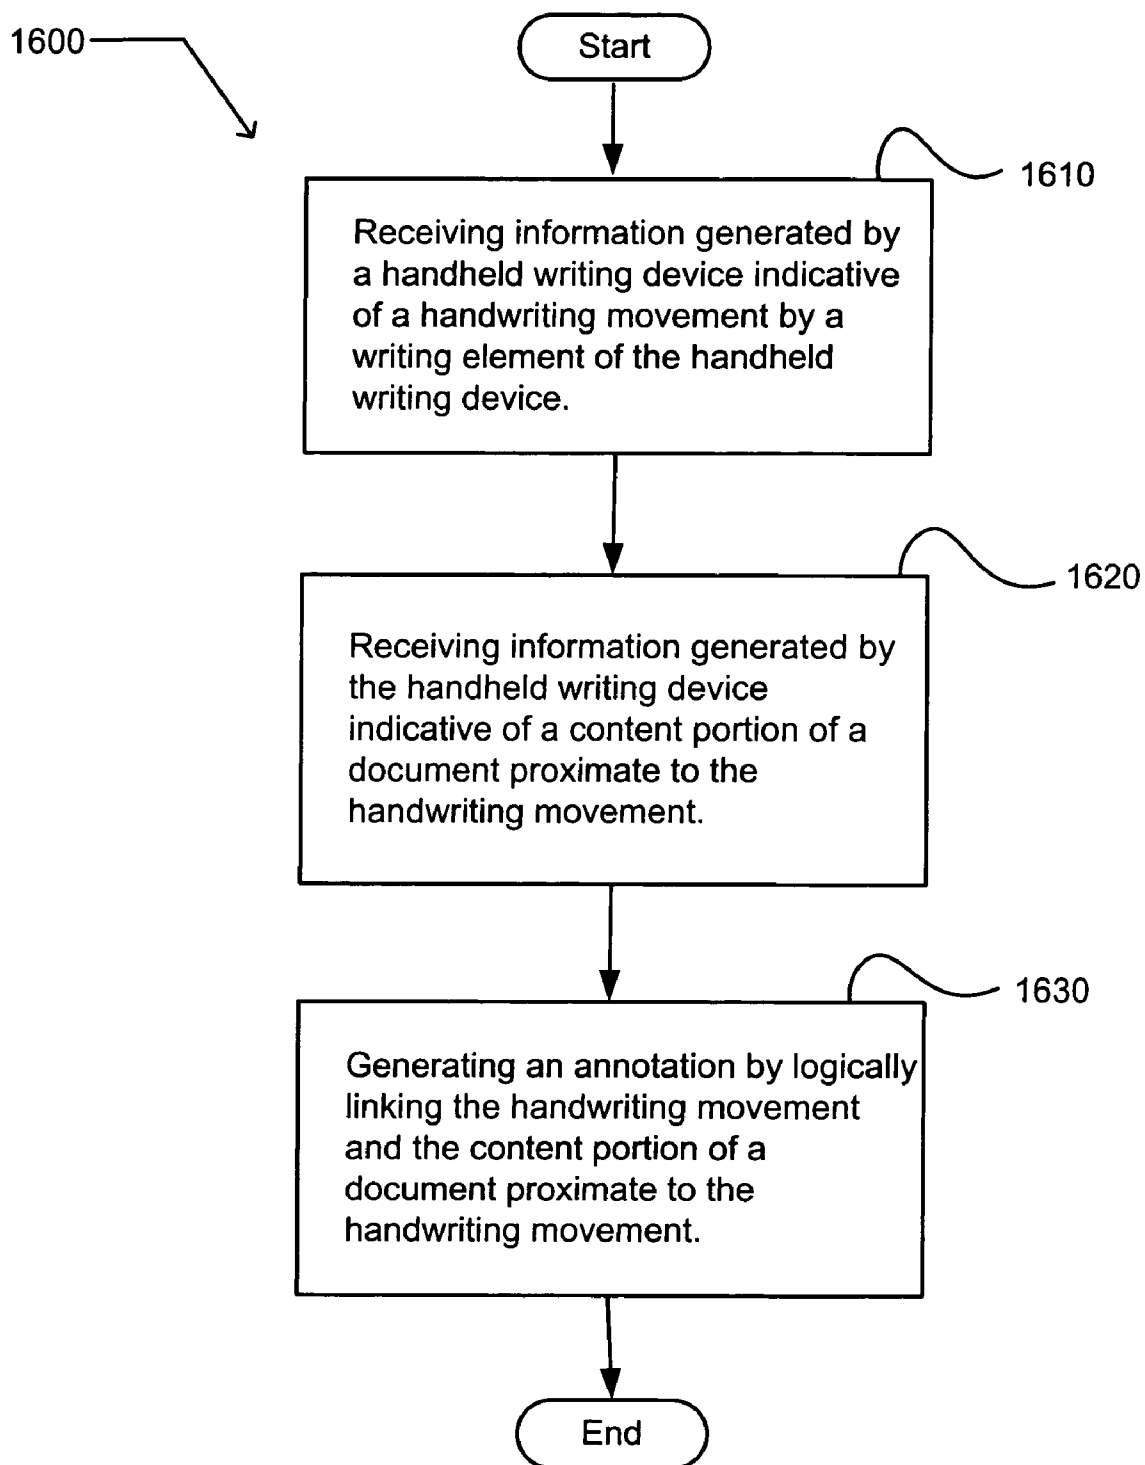 1600
Start
1610
Receiving information generated by
a handheld writing device indicative
of a handwriting movement by a
writing element of the handheld
writing device.
1620
Receiving information generated by
the handheld writing device
indicative of a content portion of a
document proximate to the
handwriting movement.
1630
Generating an annotation by logically
linking the handwriting movement
and the content portion of a
document proximate to the
handwriting movement.
End